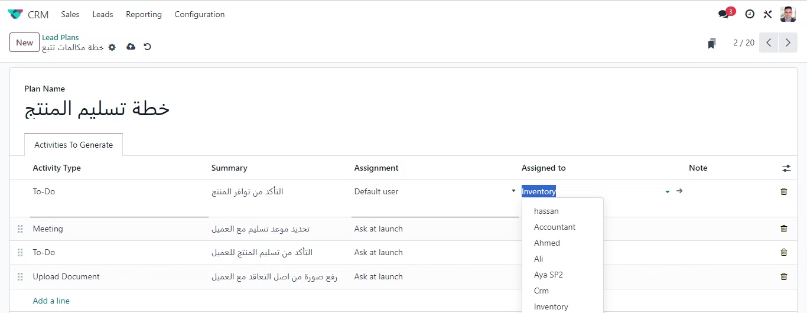 CRM Sales Leads Reporting Configuration 3
New Lead Plans 2 / 20
خطة مكالمات تتبع
Plan Name
خطة تسليم المنتج
Activities To Generate
Activity Type Summary Assignment Assigned to Note
To-Do التأكد من توافر المنتج Default user Inventory
hassan
Accountant
Ahmed
Ali
Aya SP2
Crm
Inventory
Meeting تحديد موعد تسليم مع العميل Ask at launch
To-Do التأكد من تسليم المنتج للعميل Ask at launch
Upload Document رفع صورة من اصل التعاقد مع العميل Ask at launch
Add a line